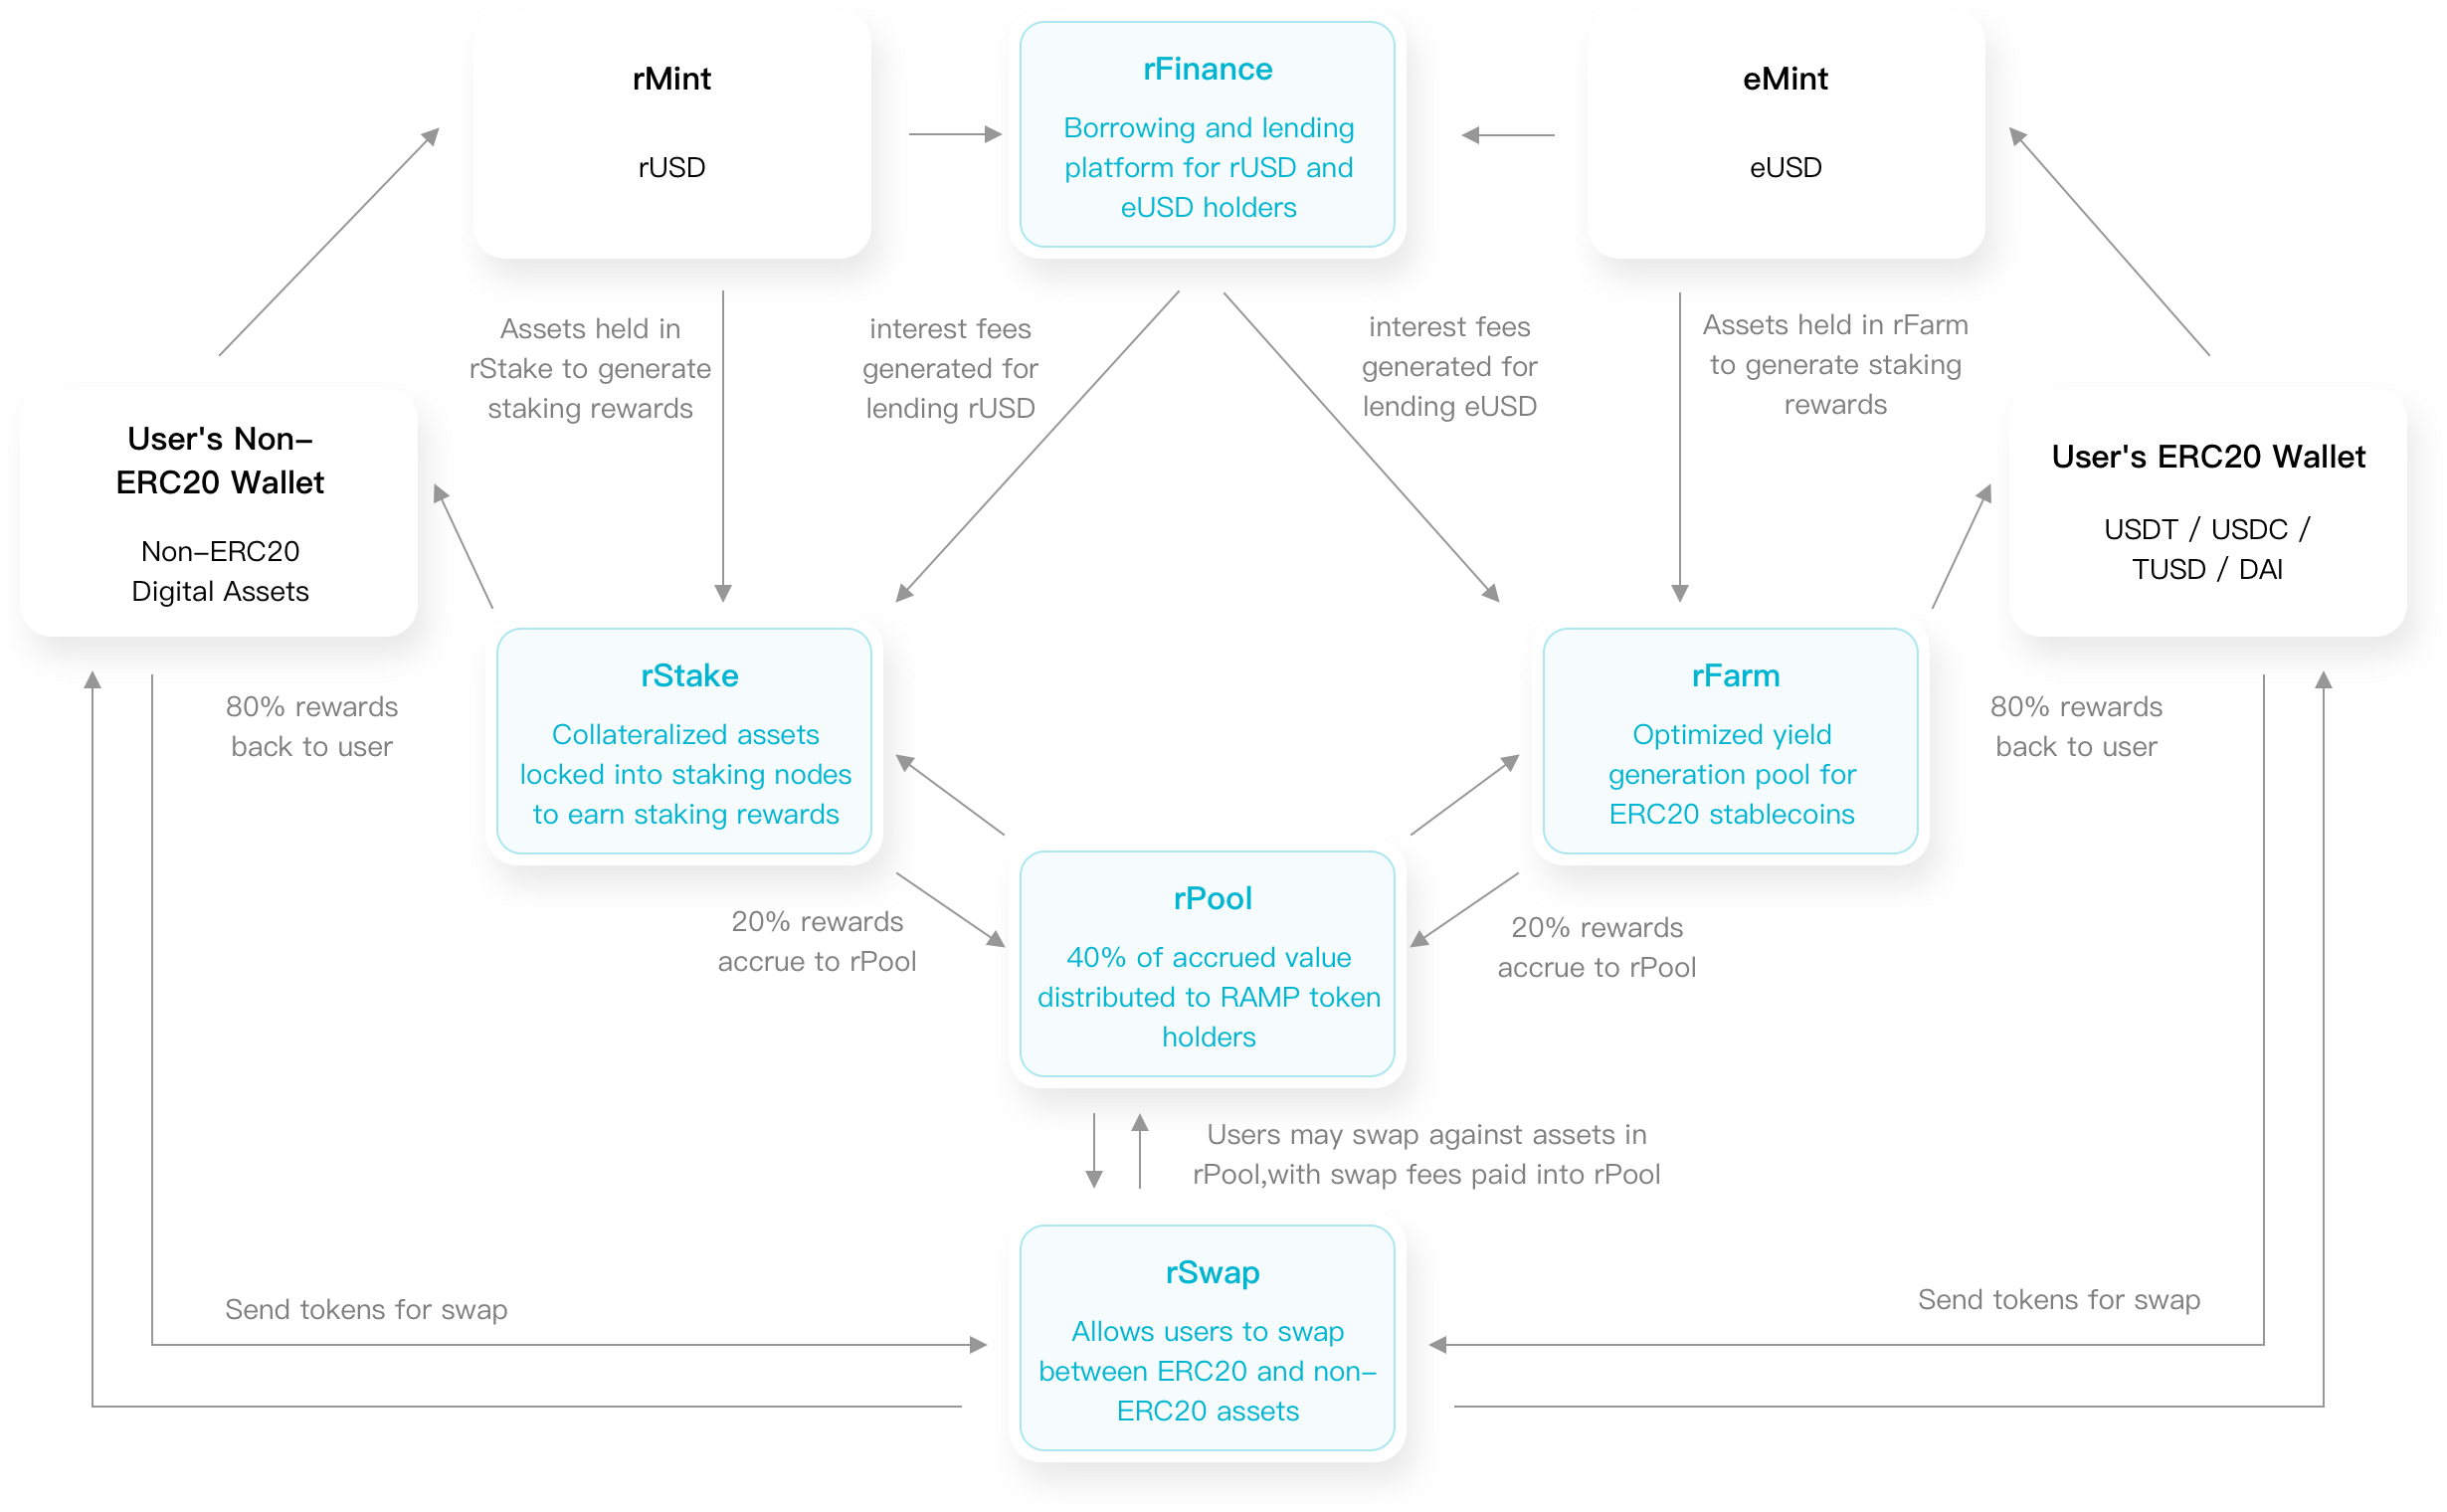 rMint
rUSD
rFinance
Borrowing and lending
platform for rUSD and
eUSD holders
eMint
eUSD
Assets held in
rStake to generate
staking rewards
interest fees
generated for
lending rUSD
interest fees
generated for
lending eUSD
Assets held in rFarm
to generate staking
rewards
User's Non-
ERC20 Wallet
Non-ERC20
Digital Assets
User's ERC20 Wallet
USDT / USDC /
TUSD / DAI
80% rewards
back to user
rStake
Collateralized assets
locked into staking nodes
to earn staking rewards
rFarm
Optimized yield
generation pool for
ERC20 stablecoins
80% rewards
back to user
20% rewards
accrue to rPool
rPool
40% of accrued value
distributed to RAMP token
holders
20% rewards
accrue to rPool
Users may swap against assets in
rPool,with swap fees paid into rPool
Send tokens for swap
rSwap
Allows users to swap
between ERC20 and non-
ERC20 assets
Send tokens for swap